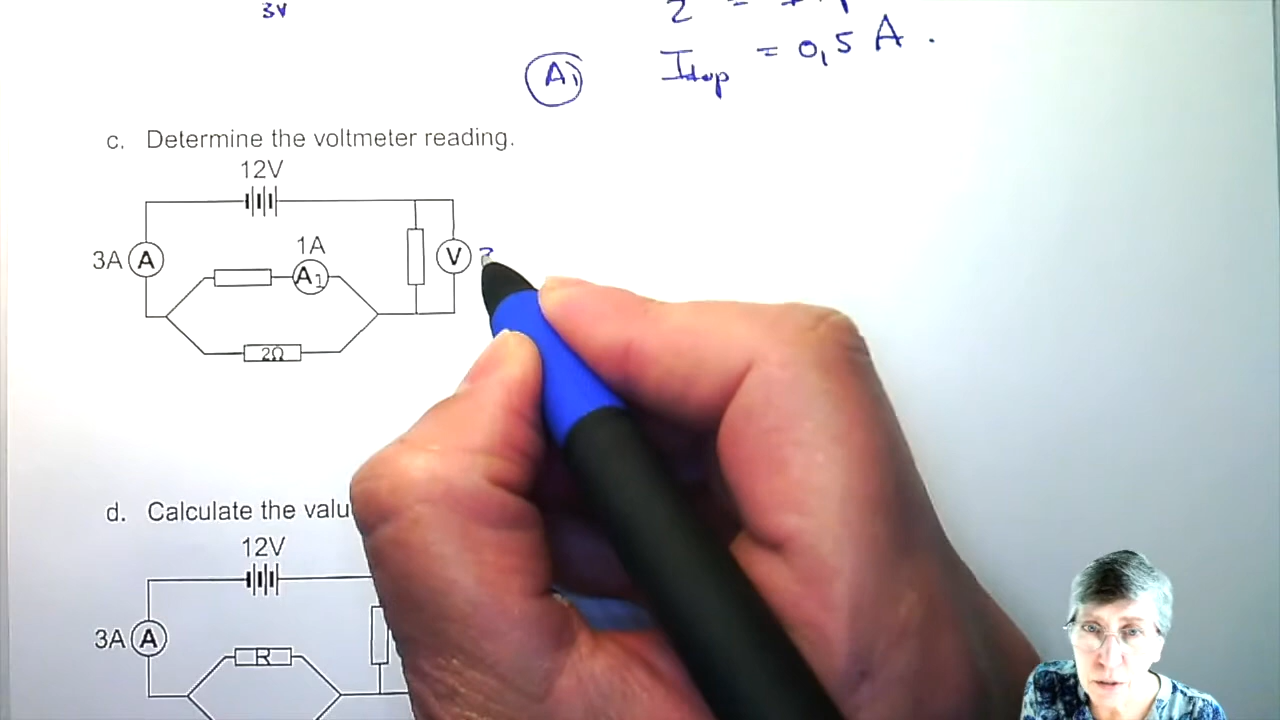 3V
2 =
I top = 0,5 A .
A1
c. Determine the voltmeter reading.
12V
1A
3A A
A1
V ?
2Ω
d. Calculate the valu
12V
3A A
R